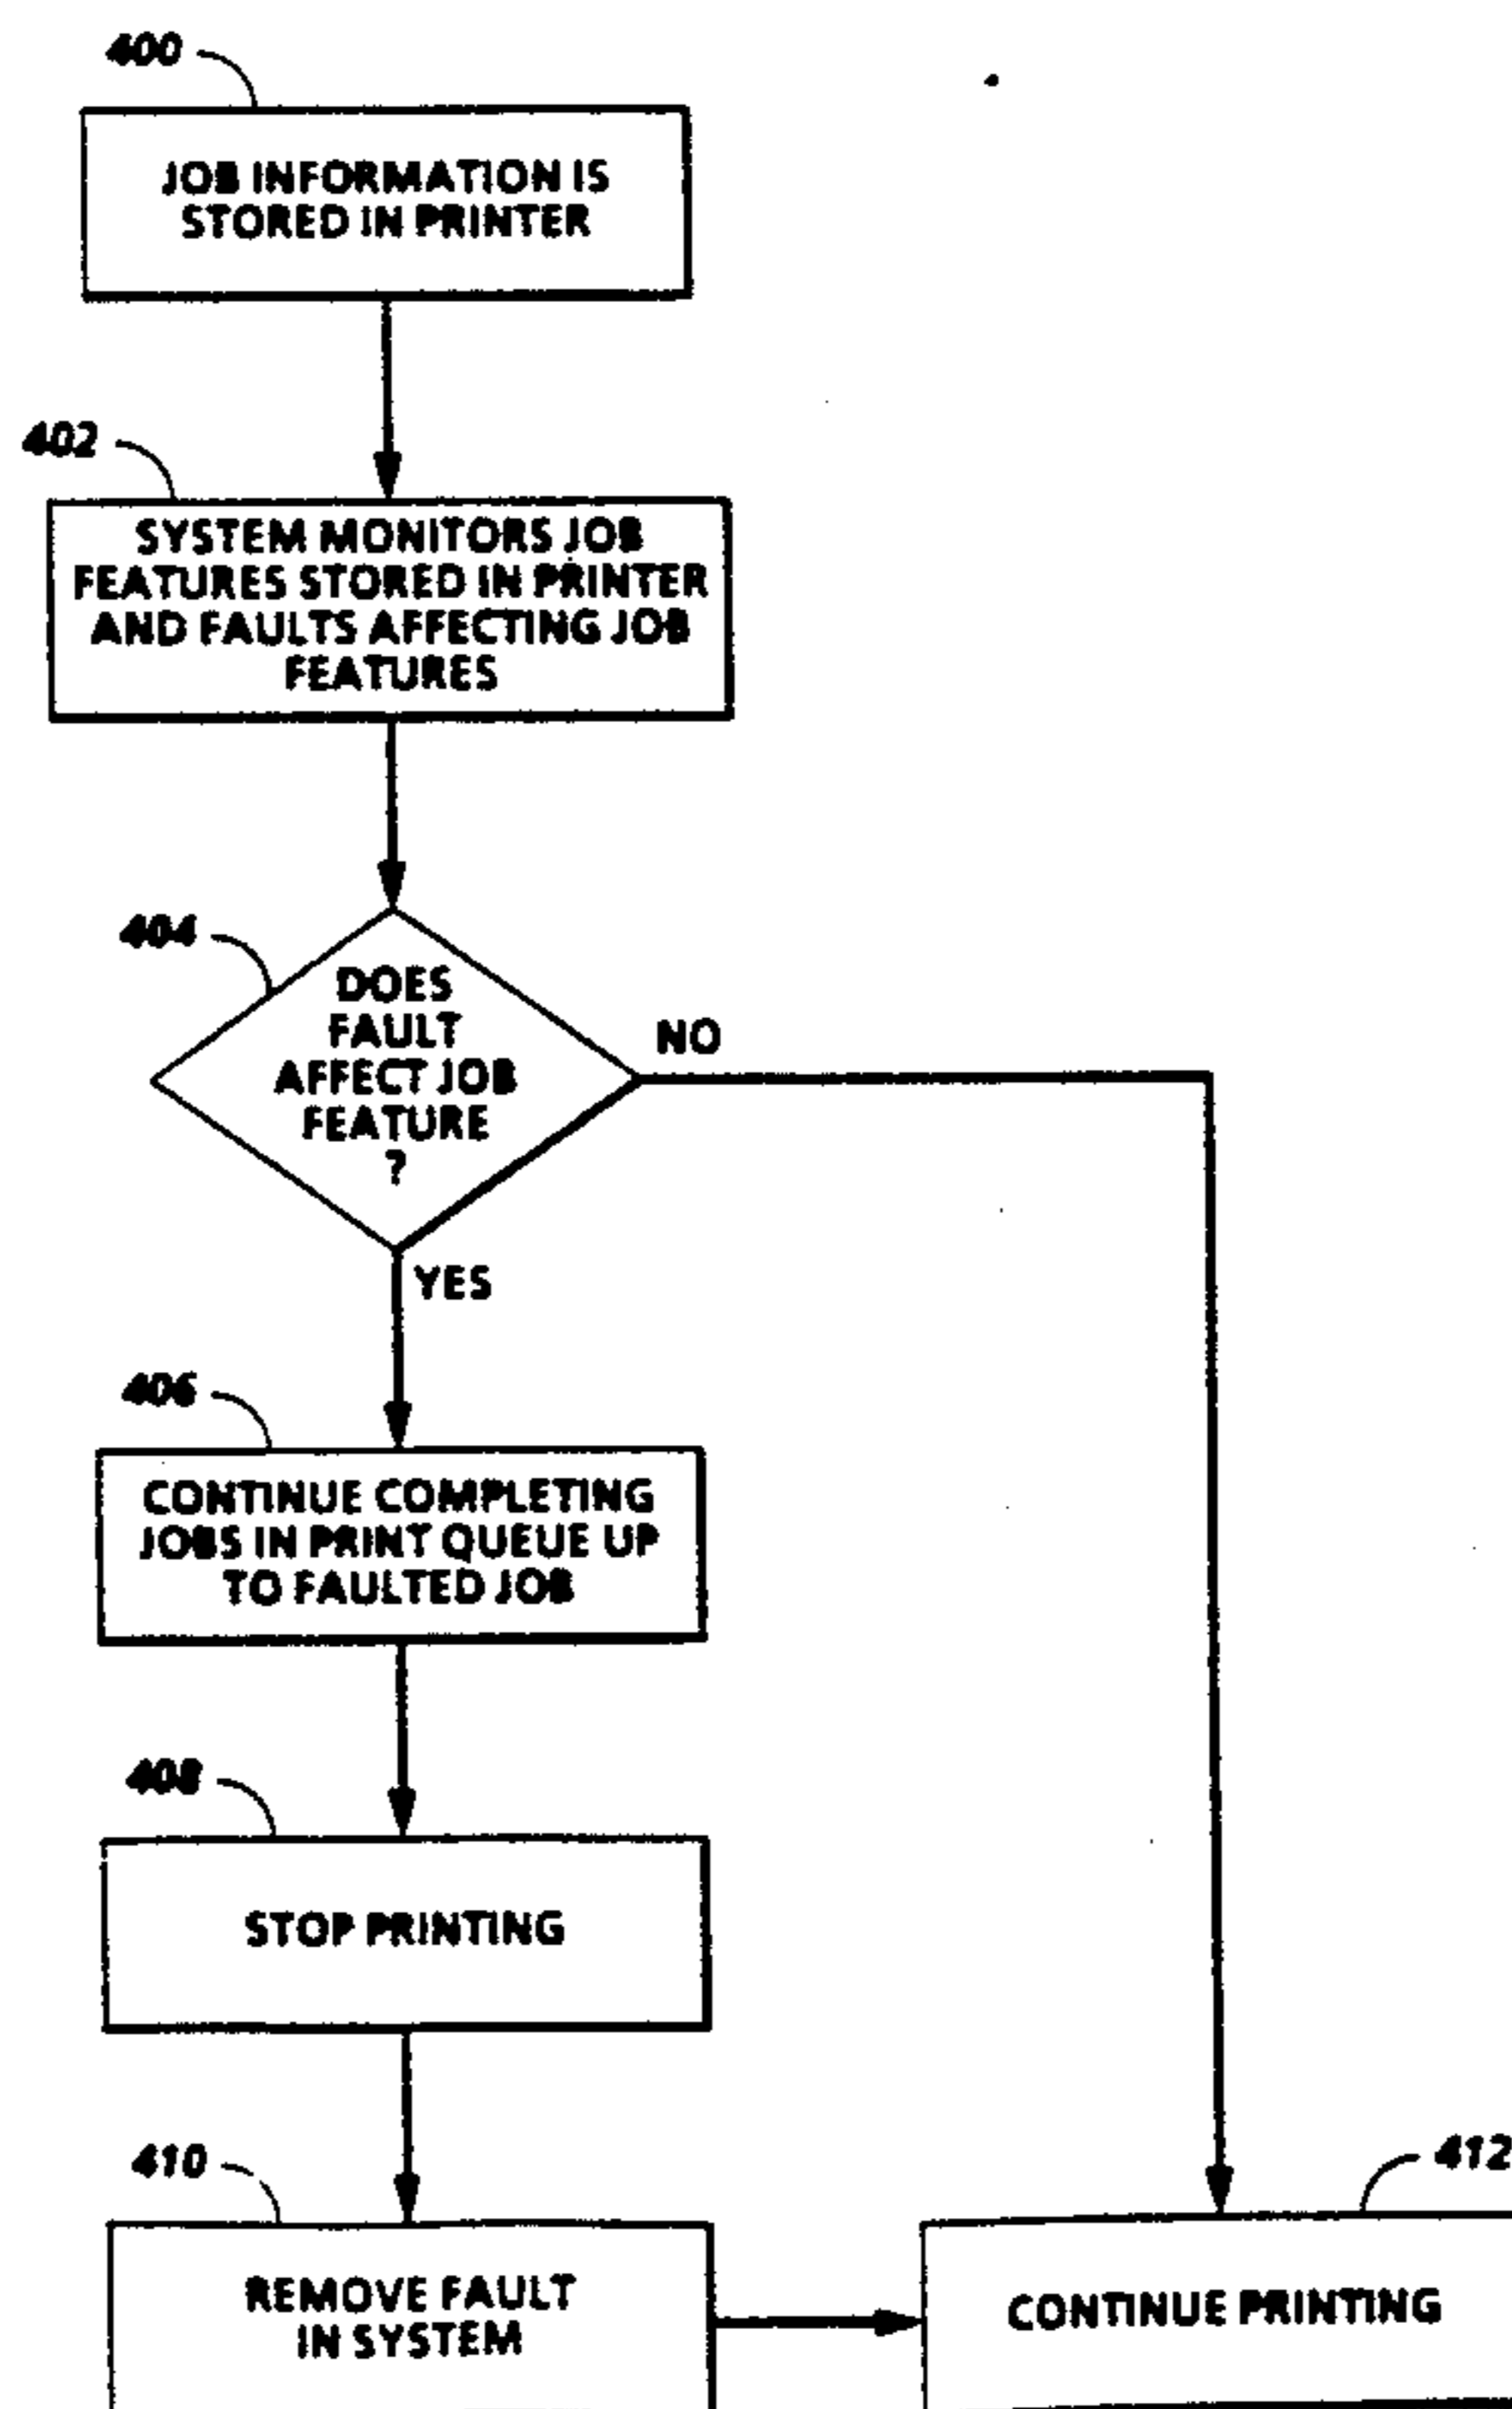 400
JOB INFORMATION IS
STORED IN PRINTER
402
SYSTEM MONITORS JOB
FEATURES STORED IN PRINTER
AND FAULTS AFFECTING JOB
FEATURES
404
DOES
FAULT
AFFECT JOB
FEATURE
?
NO
YES
406
CONTINUE COMPLETING
JOBS IN PRINT QUEUE UP
TO FAULTED JOB
408
STOP PRINTING
410
REMOVE FAULT
IN SYSTEM
412
CONTINUE PRINTING